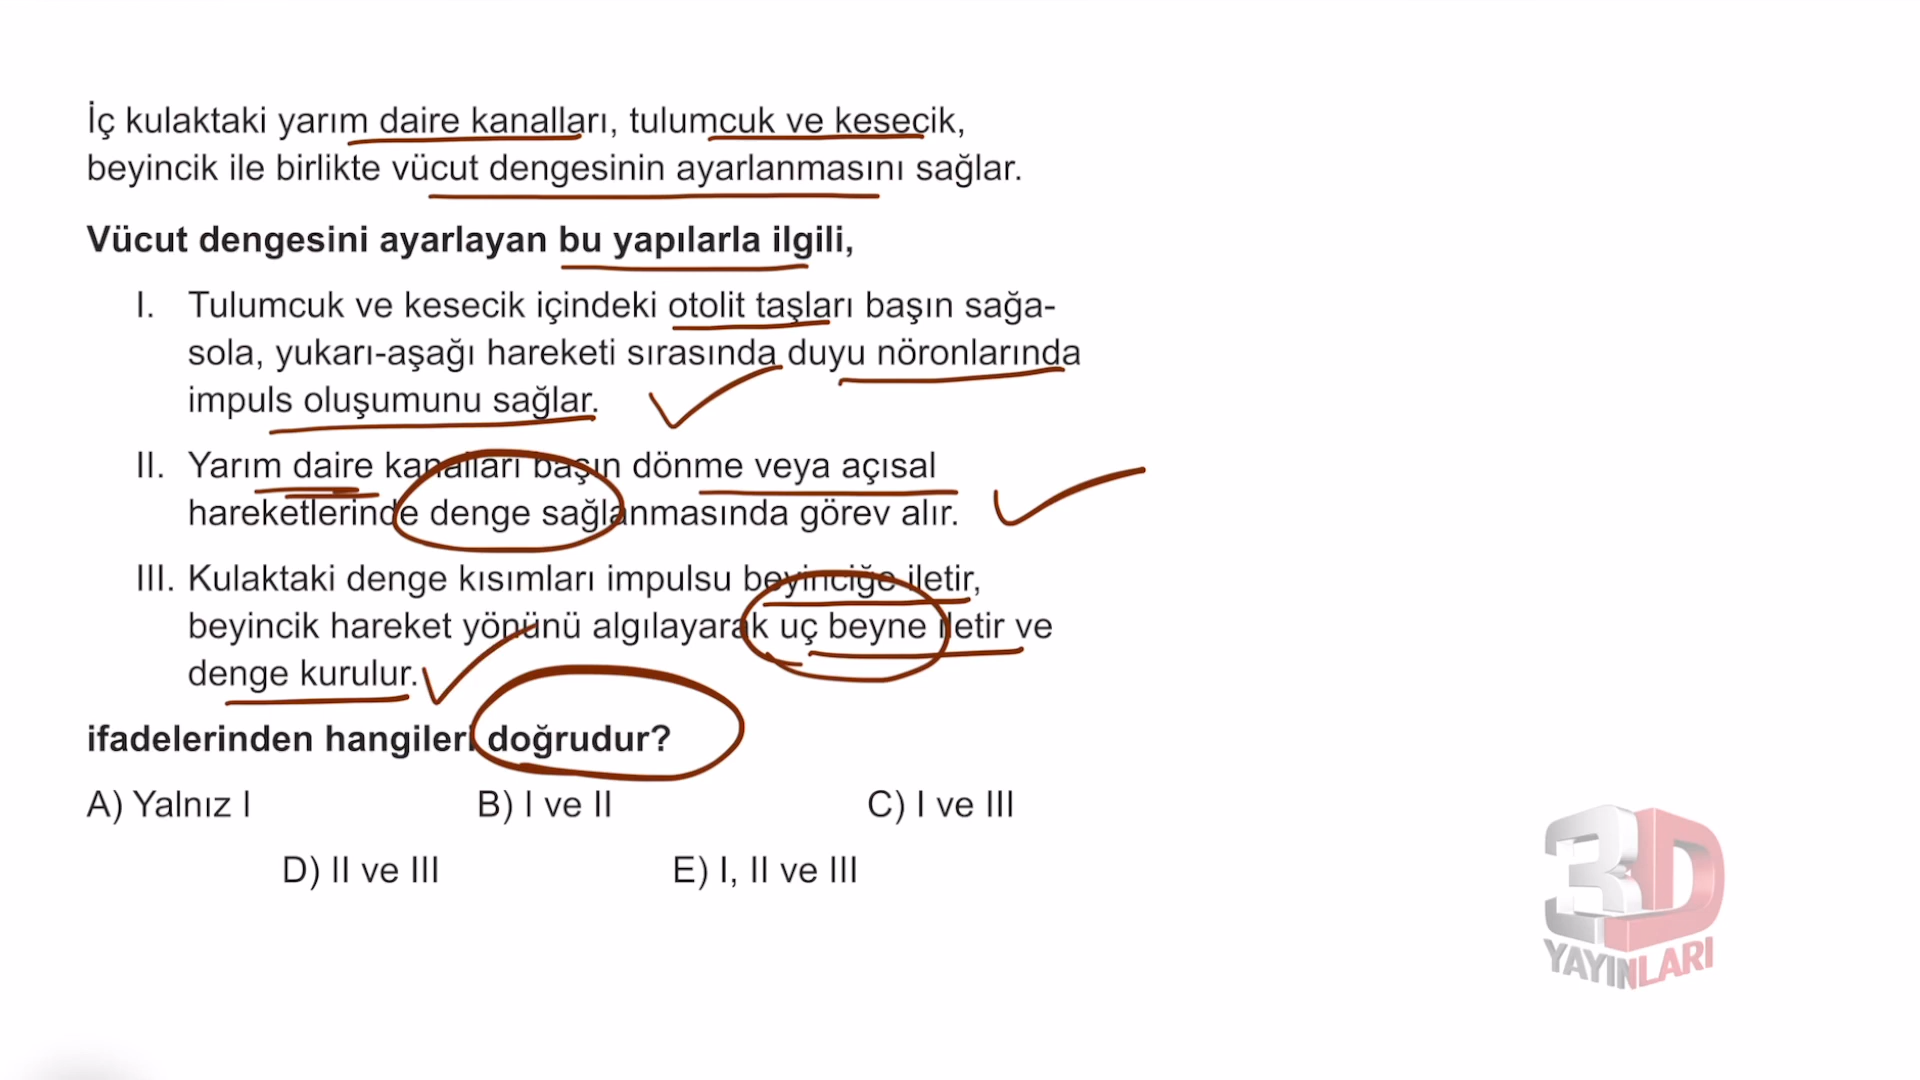 İç kulaktaki yarım daire kanalları, tulumcuk ve kesecik,
beyincik ile birlikte vücut dengesinin ayarlanmasını sağlar.
Vücut dengesini ayarlayan bu yapılarla ilgili,
I. Tulumcuk ve kesecik içindeki otolit taşları başın sağa-
sola, yukarı-aşağı hareketi sırasında duyu nöronlarında
impuls oluşumunu sağlar.
II. Yarım daire kanalları başın dönme veya açısal
hareketlerinde denge sağlanmasında görev alır.
III. Kulaktaki denge kısımları impulsu beyinciğe iletir,
beyincik hareket yönünü algılayarak uç beyne iletir ve
denge kurulur.
ifadelerinden hangileri doğrudur?
A) Yalnız I B) I ve II C) I ve III
D) II ve III E) I, II ve III
3D
YAYINLARI